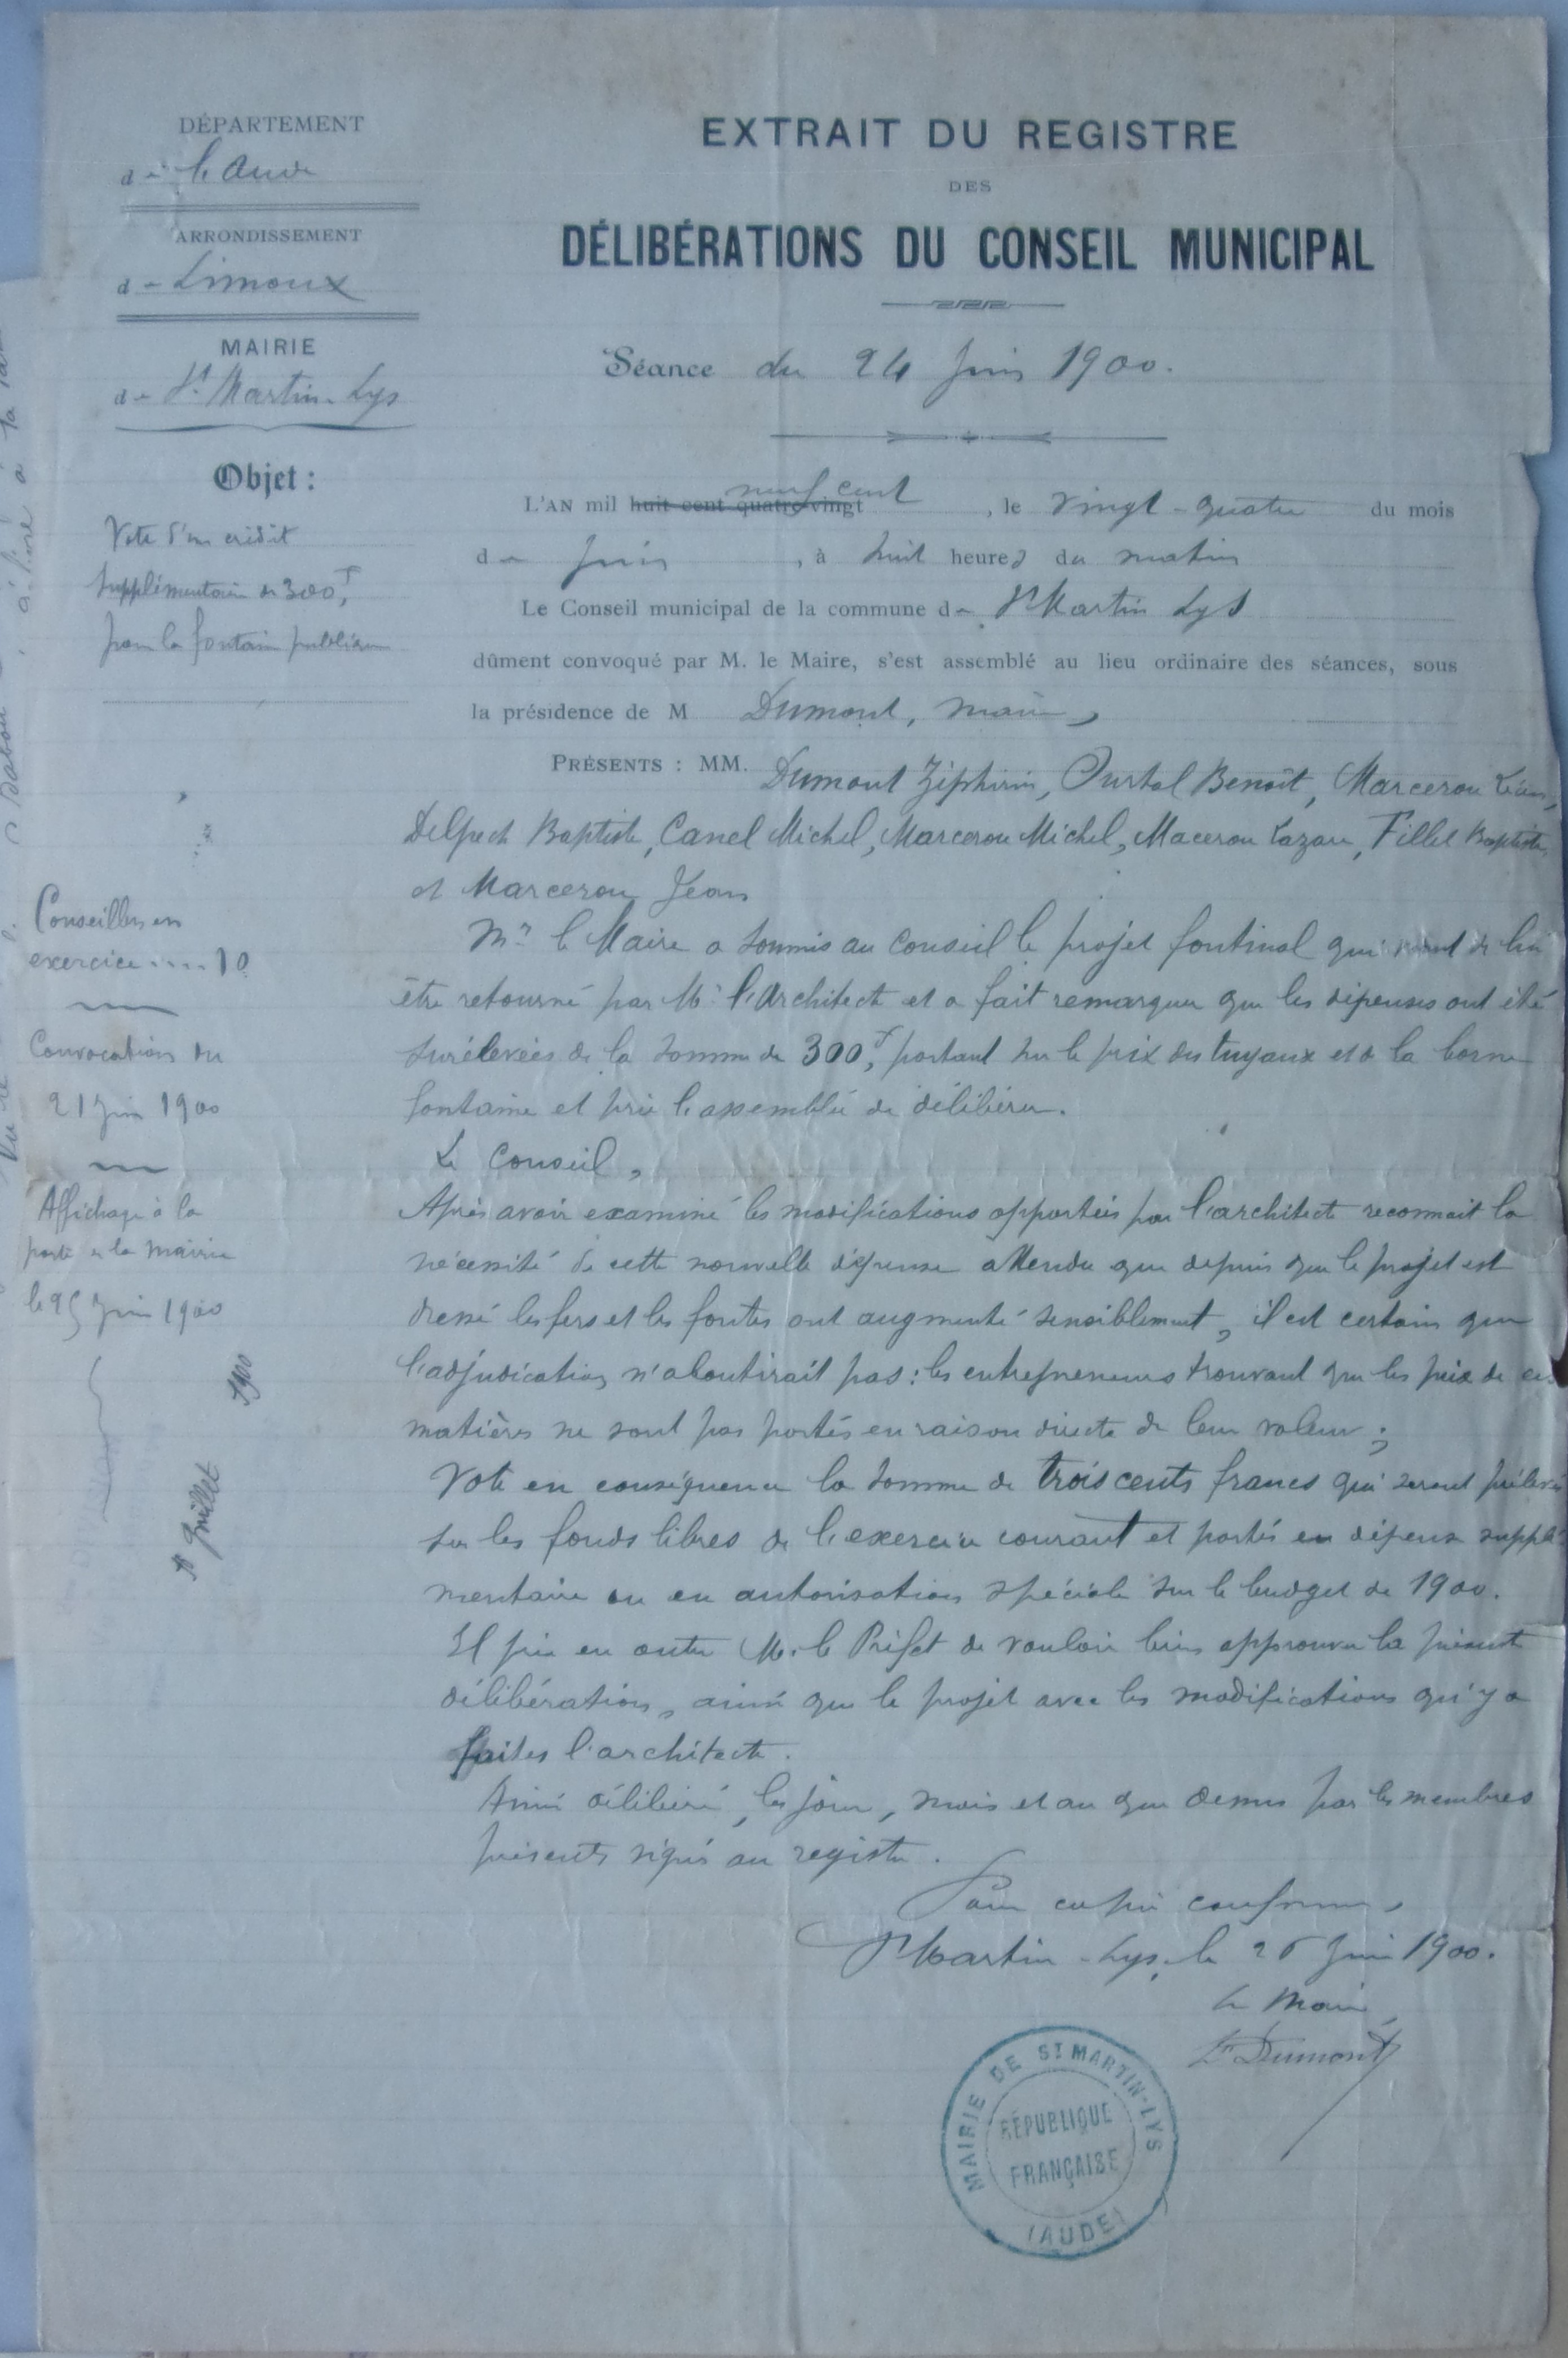 DÉPARTEMENT
de l'Aude
ARRONDISSEMENT
de Limoux
MAIRIE
de St Martin-Lys
Objet :
Vote d'un crédit
supplémentaire de 300f,
pour la fontaine publique
Conseillers en
exercice .... 10
Convocation du
21 juin 1900
Affichage à la
porte de la mairie
le 25 juin 1900
Juillet 1900
EXTRAIT DU REGISTRE
DES
DÉLIBÉRATIONS DU CONSEIL MUNICIPAL
Séance du 24 juin 1900.
L'AN mil huit cent quatre-vingt neuf cent, le vingt-quatre du mois
de juin, à huit heures du matin
Le Conseil municipal de la commune de St Martin Lys
dûment convoqué par M. le Maire, s'est assemblé au lieu ordinaire des séances, sous
la présidence de M Dumont, maire,
PRÉSENTS : MM. Dumont Zéphirin, Ourtal Benoît, Marcerou
Delpech Baptiste, Canel Michel, Marcerou Michel, Macerou Lazare, Fillet Baptiste,
et Marcerou Jean
Mr le Maire a soumis au conseil le projet fontinal qui vient de lui
être retourné par Mr l'Architecte et a fait remarquer que les dépenses ont été
surélevées de la somme de 300f, portant sur le prix des tuyaux et de la borne
fontaine et prie l'assemblée de délibérer.
Le Conseil,
Après avoir examiné les modifications apportées par l'architecte reconnait la
nécessité de cette nouvelle dépense attendu que depuis que le projet est
dressé les fers et les fontes ont augmenté sensiblement, il est certain que
l'adjudication n'aboutirait pas : les entrepreneurs trouvant que les prix de ces
matières ne sont pas portés en raison directe de leur valeur ;
Vote en conséquence la somme de trois cents francs qui seront prélevés
sur les fonds libres de l'exercice courant et portés en dépense supplé-
mentaire ou en autorisation spéciale sur le budget de 1900.
Il prie en outre M. le Préfet de vouloir bien approuver la présente
délibération, ainsi que le projet avec les modifications qu'y a
faites l'architecte.
Ainsi délibéré, les jour, mois et an que dessus par les membres
présents signés au registre.
Pour copie conforme,
St Martin-Lys, le 26 juin 1900.
Le Maire,
Z Dumont
MAIRIE DE ST MARTIN-LYS
RÉPUBLIQUE
FRANÇAISE
(AUDE)